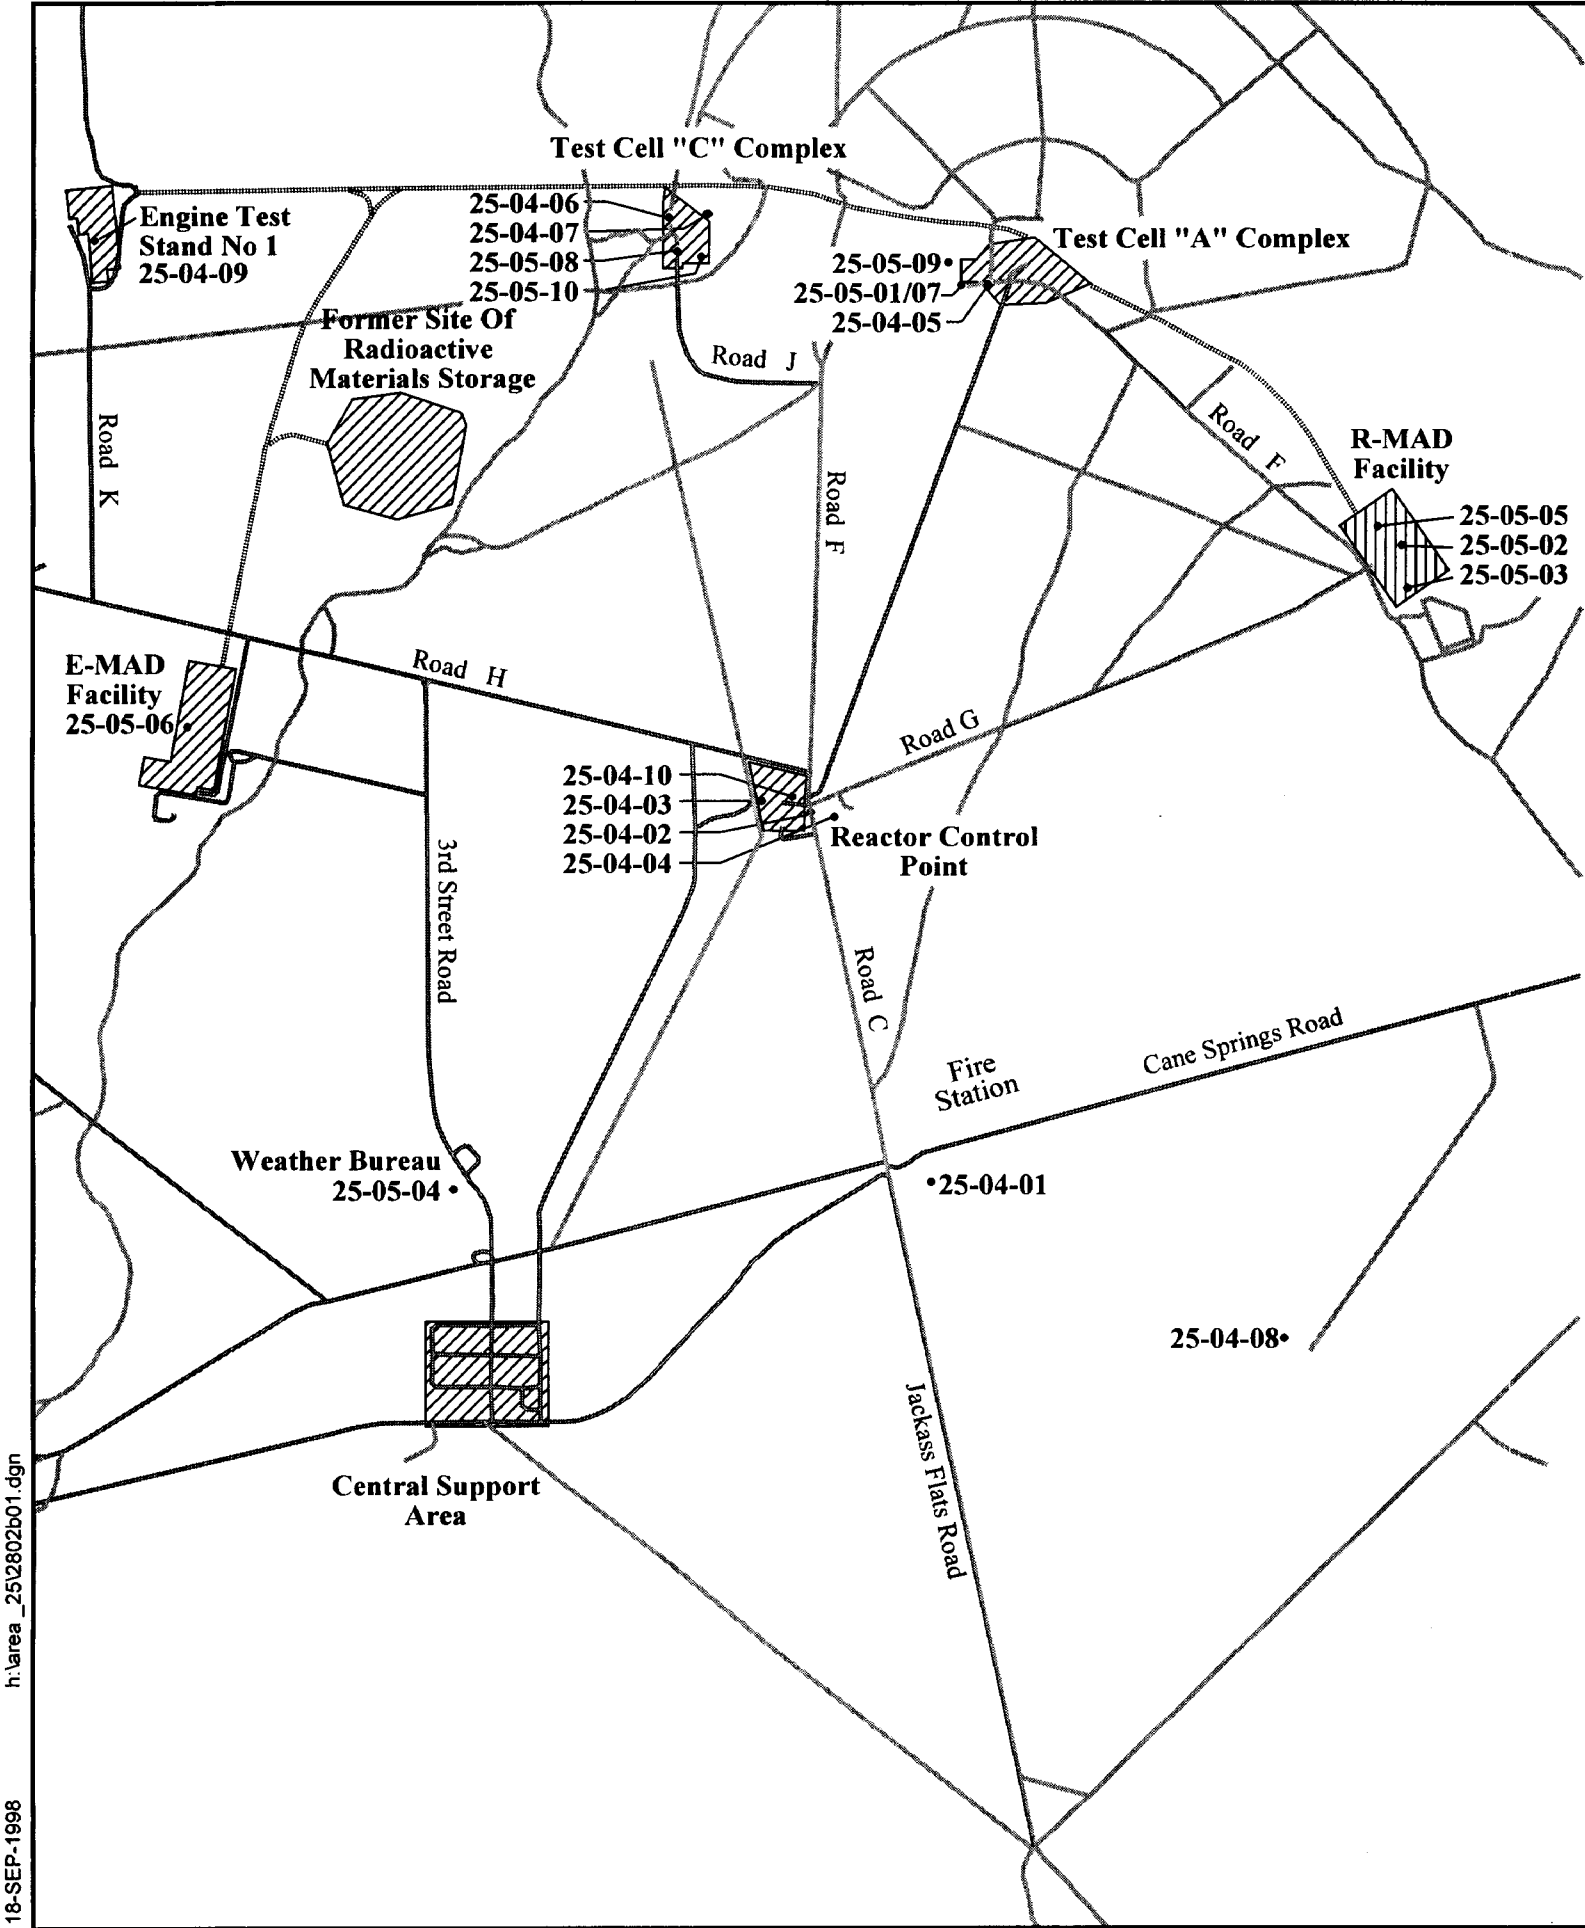 Test Cell "C" Complex
25-04-06
25-04-07
25-05-08
25-05-10
Engine Test
Stand No 1
25-04-09
Test Cell "A" Complex
25-05-09
25-05-01/07
25-04-05
Former Site Of
Radioactive
Materials Storage
Road J
Road K
Road F
Road F
R-MAD
Facility
25-05-05
25-05-02
25-05-03
E-MAD
Facility
25-05-06
Road H
Road G
25-04-10
25-04-03
25-04-02
25-04-04
Reactor Control
Point
3rd Street Road
Road C
Fire
Station
Cane Springs Road
Weather Bureau
25-05-04
25-04-01
25-04-08
Jackass Flats Road
Central Support
Area
h:\area_25\2802b01.dgn
18-SEP-1998